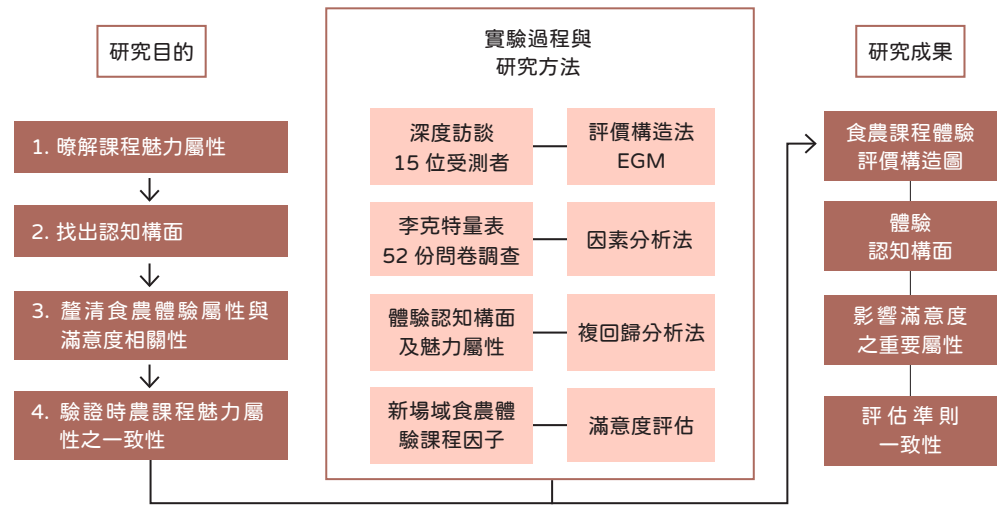 研究目的
1. 暸解課程魅力屬性
2. 找出認知構面
3. 釐清食農體驗屬性與
滿意度相關性
4. 驗證時農課程魅力屬
性之一致性
實驗過程與
研究方法
深度訪談
15 位受測者
評價構造法
EGM
李克特量表
52 份問卷調查
因素分析法
體驗認知構面
及魅力屬性
複回歸分析法
新場域食農體
驗課程因子
滿意度評估
研究成果
食農課程體驗
評價構造圖
體驗
認知構面
影響滿意度
之重要屬性
評估準則
一致性